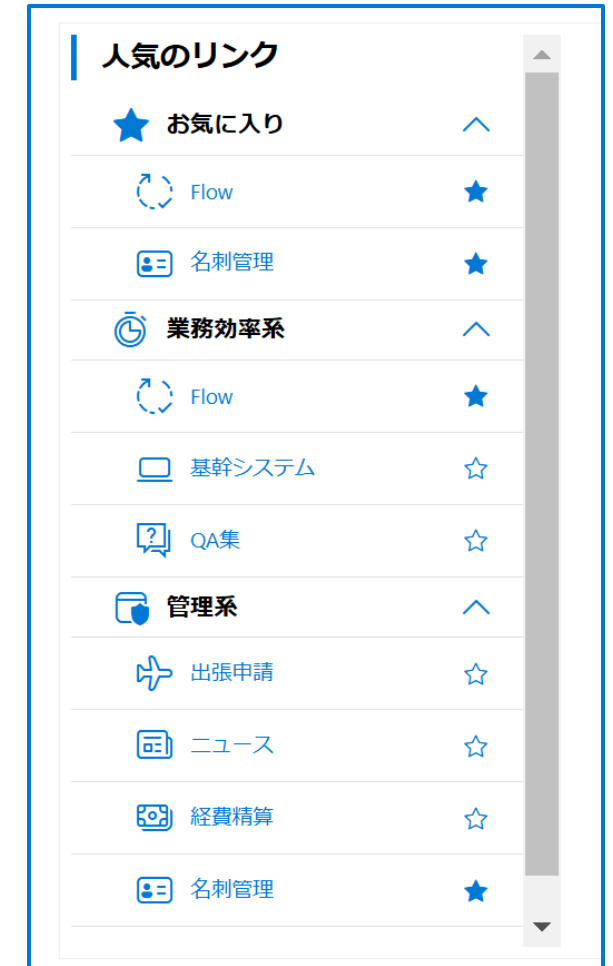 人気のリンク
お気に入り
Flow
名刺管理
業務効率系
Flow
基幹システム
QA集
管理系
出張申請
ニュース
経費精算
名刺管理